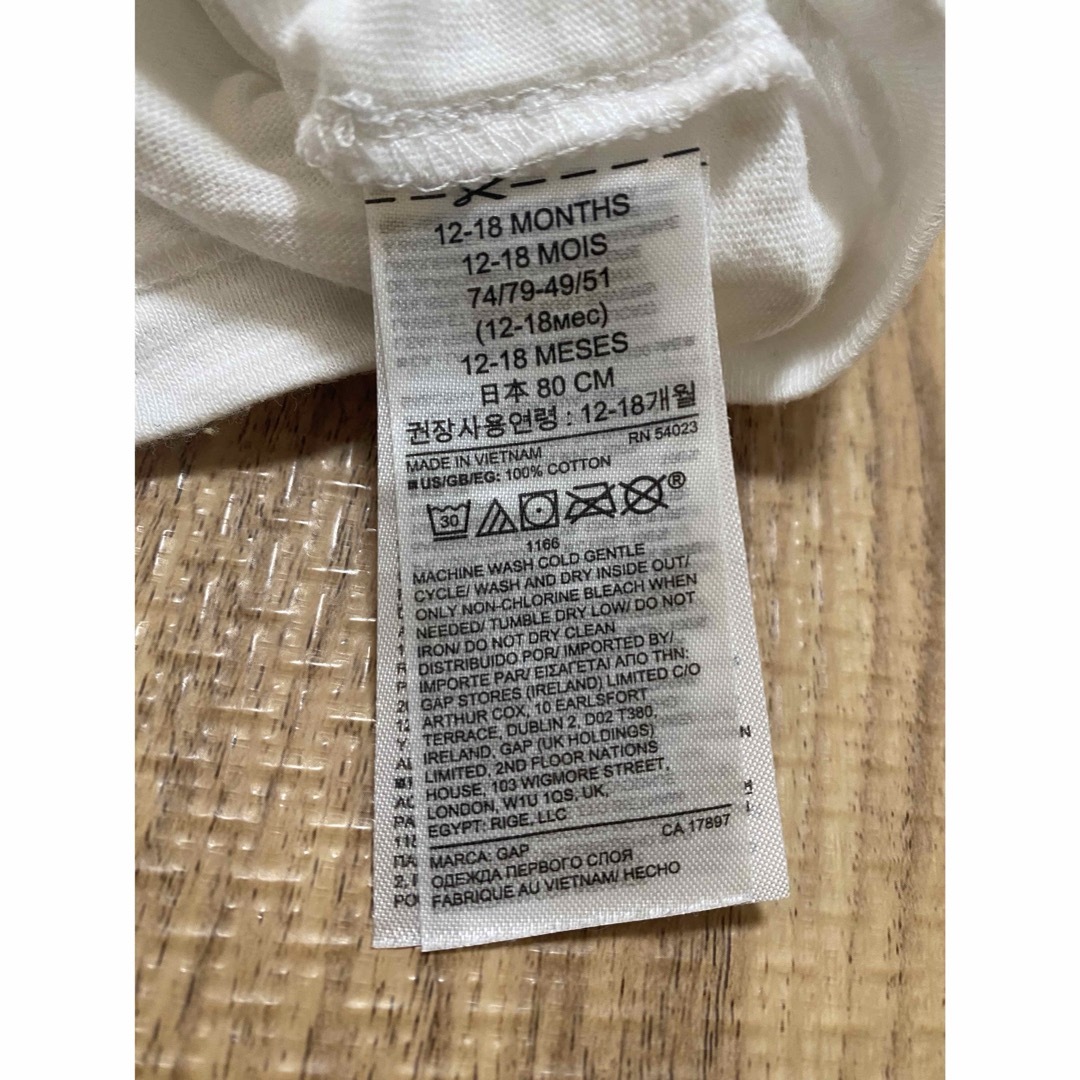 12-18 MONTHS
12-18 MOIS
74/79-49/51
(12-18мес)
12-18 MESES
日本 80 CM
권장사용연령 : 12-18개월
RN 54023
MADE IN VIETNAM
US/GB/EG: 100% COTTON
30
®
1166
MACHINE WASH COLD GENTLE
CYCLE/ WASH AND DRY INSIDE OUT/
ONLY NON-CHLORINE BLEACH WHEN
NEEDED/ TUMBLE DRY LOW/ DO NOT
IRON/ DO NOT DRY CLEAN
DISTRIBUIDO POR/ IMPORTED BY/
IMPORTE PAR/ ΕΙΣΑΓΕΤΑΙ ΑΠΟ ΤΗΝ:
GAP STORES (IRELAND) LIMITED C/O
ARTHUR COX, 10 EARLSFORT
TERRACE, DUBLIN 2, D02 T380,
IRELAND, GAP (UK HOLDINGS)
LIMITED, 2ND FLOOR NATIONS
HOUSE, 103 WIGMORE STREET,
LONDON, W1U 1QS, UK,
EGYPT: RIGE, LLC
CA 17897
MARCA: GAP
ОДЕЖДА ПЕРВОГО СЛОЯ
FABRIQUE AU VIETNAM/ HECHO